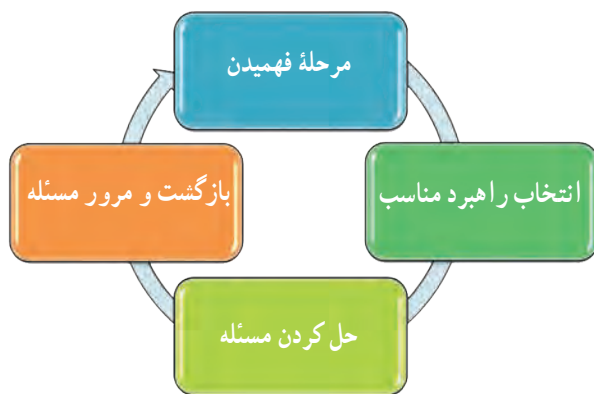 مرحلهٔ فهمیدن
انتخاب راهبرد مناسب
حل کردن مسئله
بازگشت و مرور مسئله